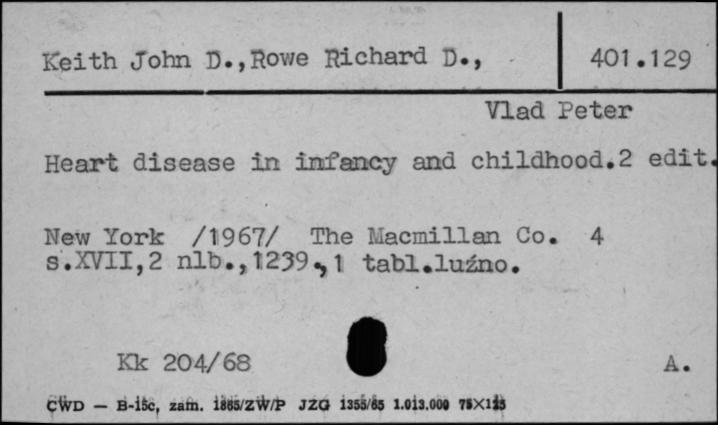 Keith John D.,Rowe Richard D., 401.129
Vlad Peter
Heart disease in infancy and childhood.2 edit.
New York /1967/ The Macmillan Co. 4
s.XVII,2 nlb.,1239.,1 tabl.luźno.
Kk 204/68 A.
CWD — B-15c, zam. 1865/ZW/P JZG 1355/65 1.013.000 75X125